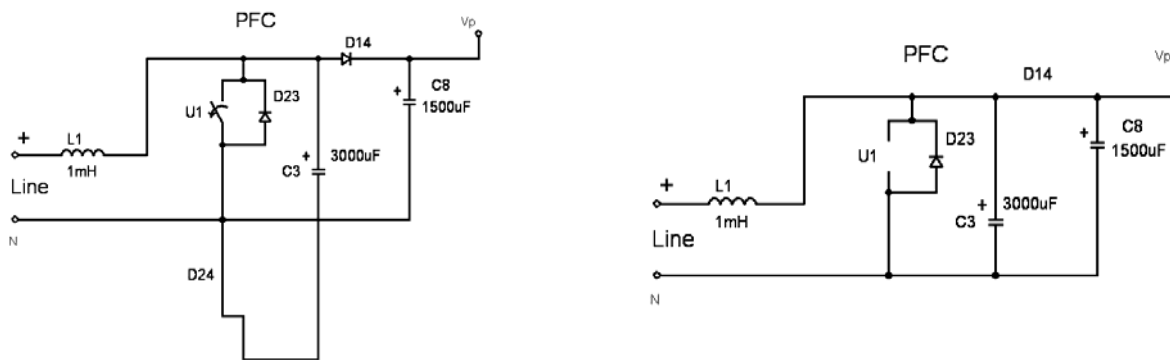 PFC
Vp
D14
C8
+
1500uF
D23
U1
+
L1
+
3000uF
C3
1mH
Line
N
D24
PFC
Vp
D14
C8
+
1500uF
D23
U1
+
L1
+
3000uF
C3
1mH
Line
N